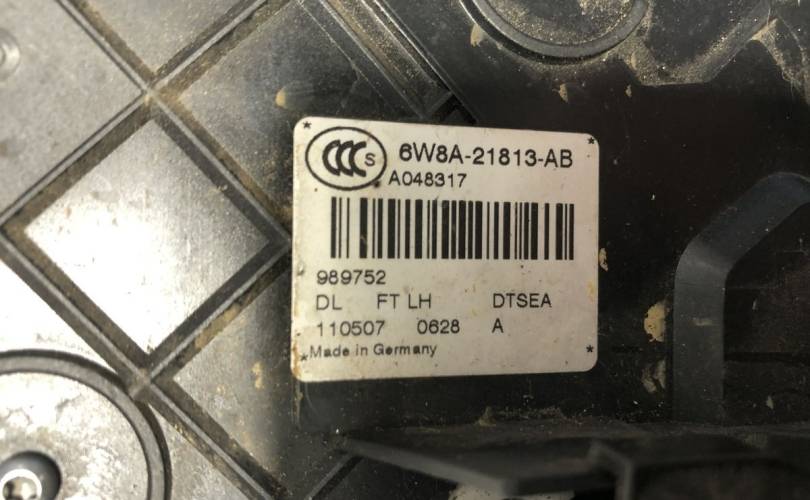 CCC S 6W8A-21813-AB
A048317
989752
DL FT LH DTSEA
110507 0628 A
*Made in Germany *